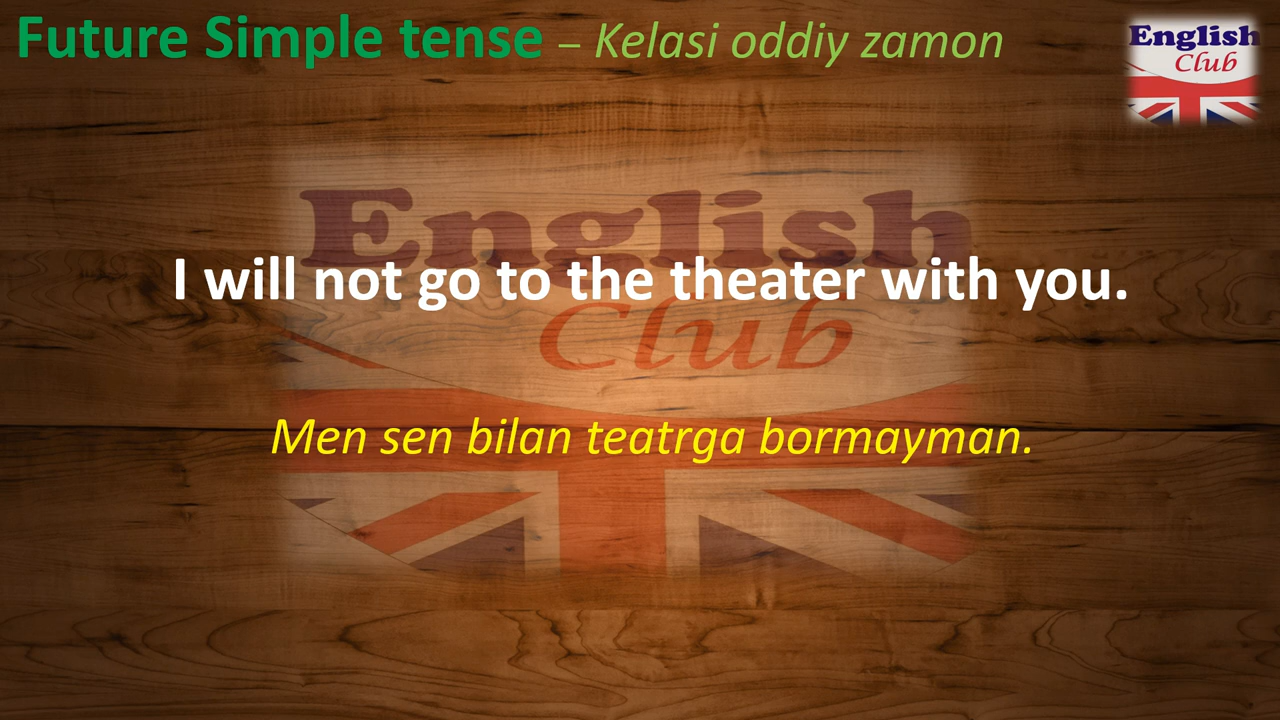 Future Simple tense – Kelasi oddiy zamon
English
Club
English
I will not go to the theater with you.
Club
Men sen bilan teatrga bormayman.